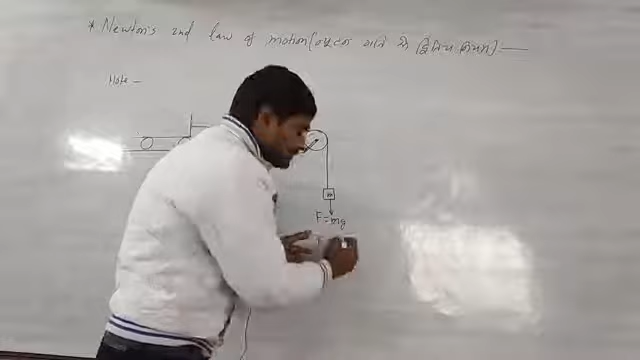 * Newton's 2nd law of motion (न्यूटन गति के द्वितीय नियम) —
Note -
m
F=mg